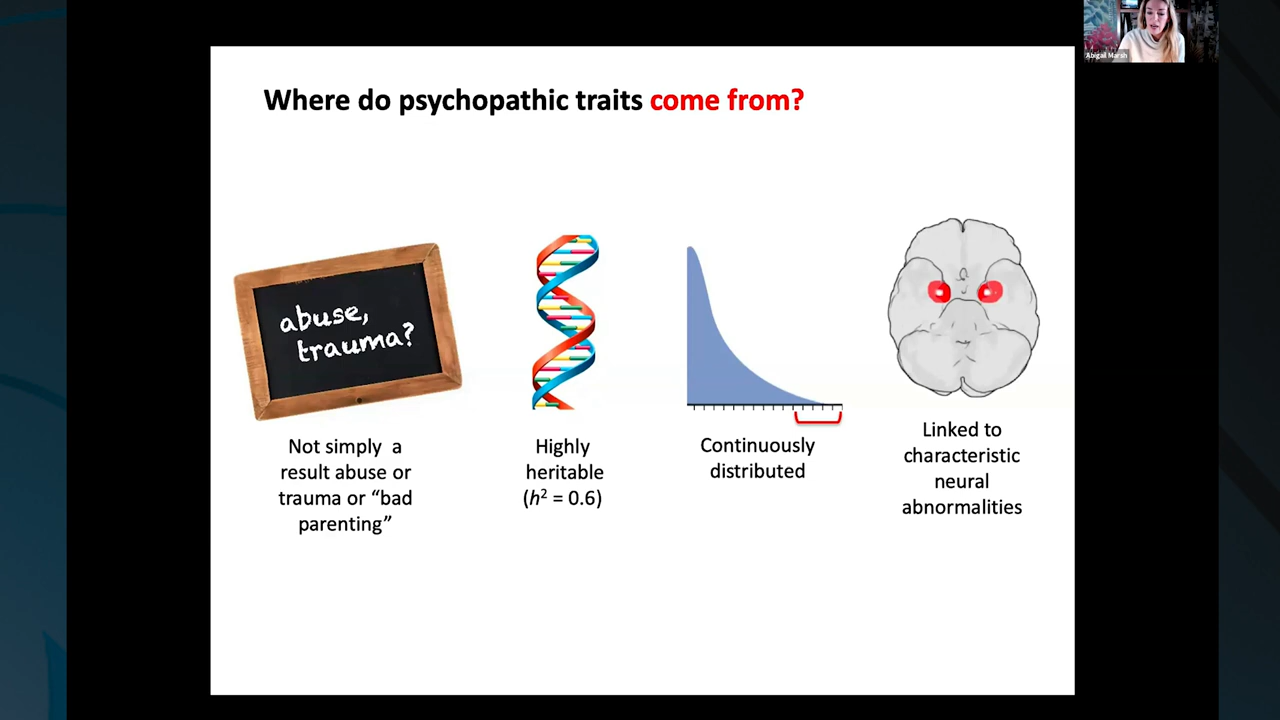 Abigail Marsh
Where do psychopathic traits come from?
abuse,
trauma?
Not simply a
result abuse or
trauma or “bad
parenting”
Highly
heritable
(h² = 0.6)
Continuously
distributed
Linked to
characteristic
neural
abnormalities